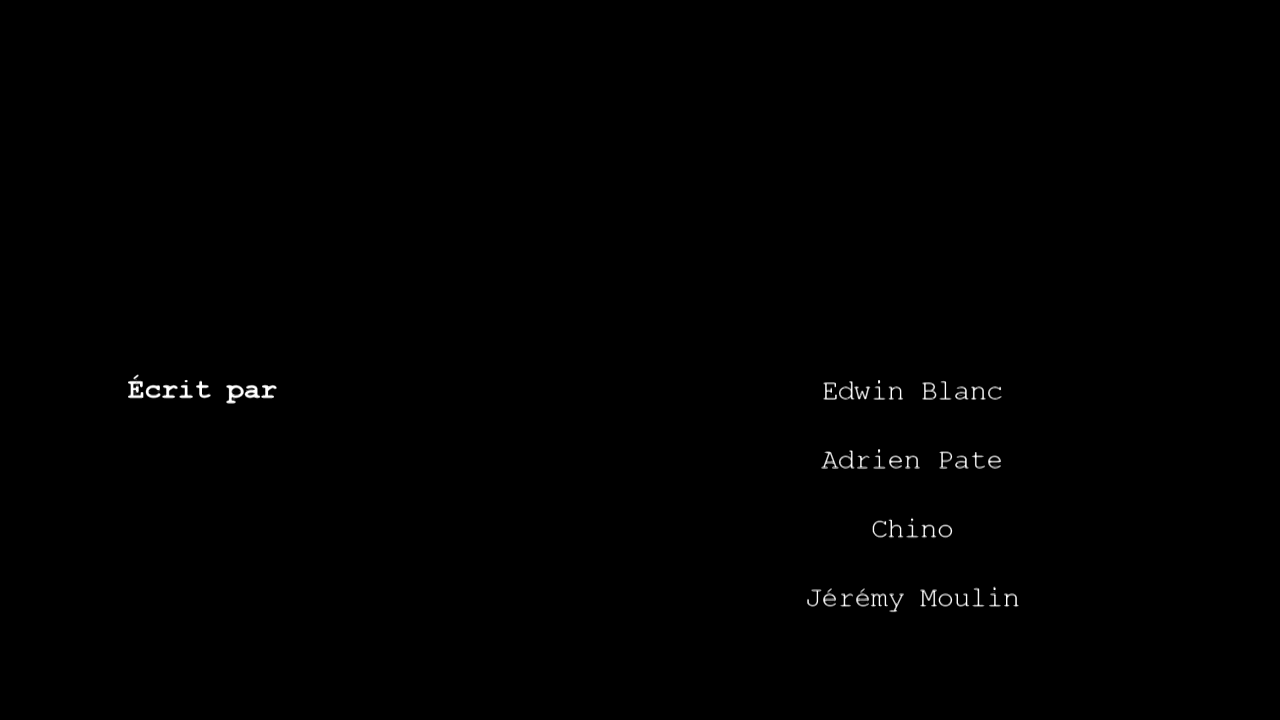 Écrit par
Edwin Blanc
Adrien Pate
Chino
Jérémy Moulin